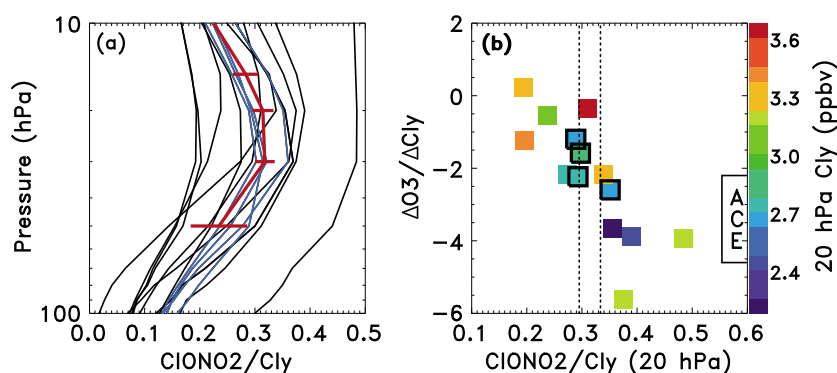 (a)
10
100
Pressure (hPa)
0.0 0.1 0.2 0.3 0.4 0.5
ClONO2/Cly
(b)
2
0
-2
-4
-6
ΔO3/ΔCly
0.1 0.2 0.3 0.4 0.5 0.6
ClONO2/Cly (20 hPa)
A
C
E
3.6
3.3
3.0
2.7
2.4
20 hPa Cly (ppbv)